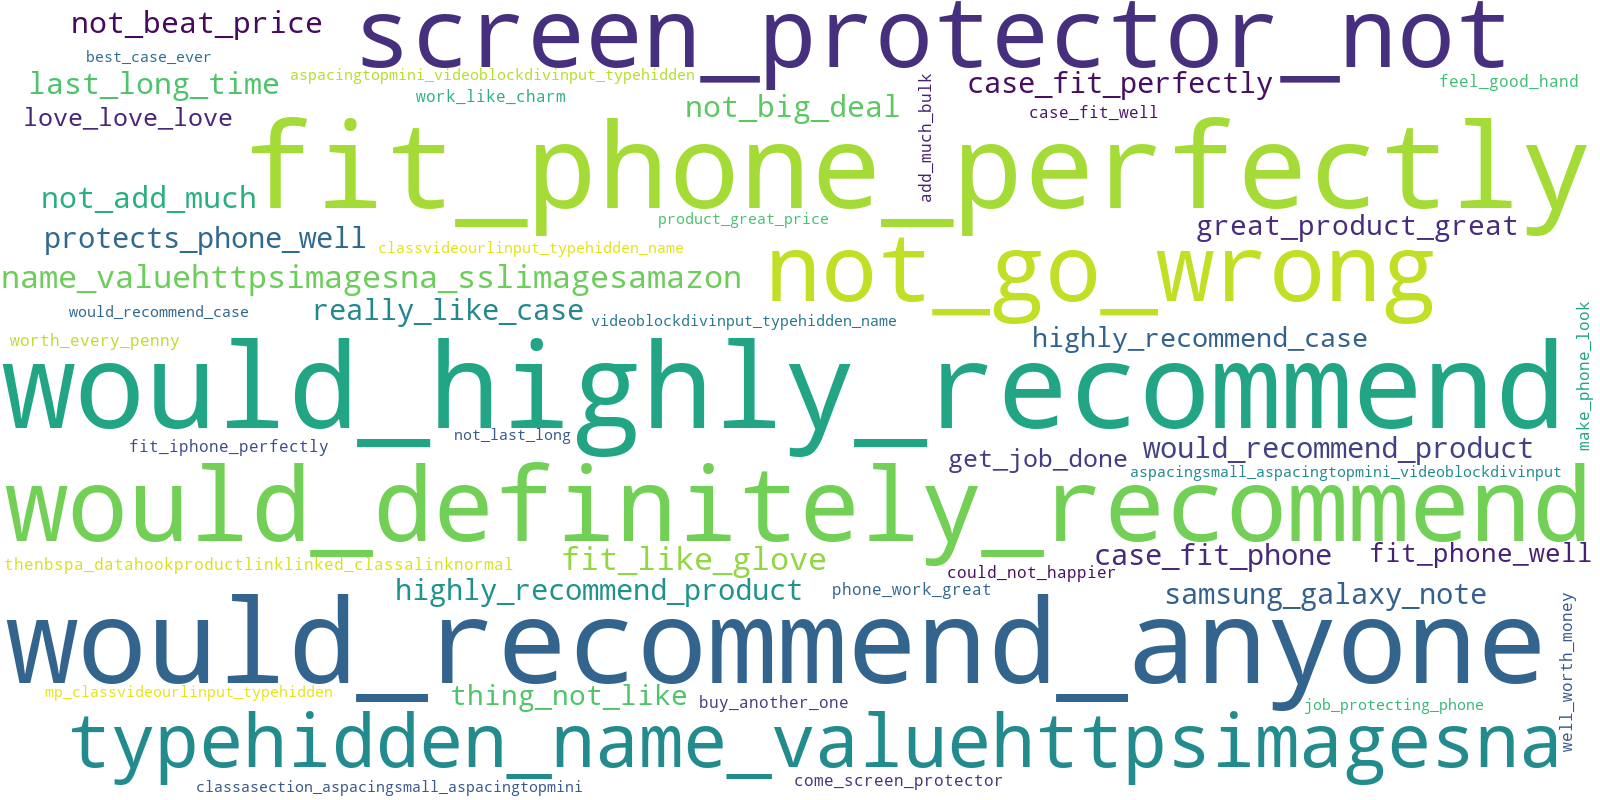 not_beat_price
screen_protector_not
best_case_ever
last_long_time
aspacingtopmini_videoblockdivinput_typehidden
case_fit_perfectly
feel_good_hand
work_like_charm
not_big_deal
add_much_bulk
case_fit_well
love_love_love
fit_phone_perfectly
not_add_much
product_great_price
great_product_great
protects_phone_well
classvideourlinput_typehidden_name
not_go_wrong
name_valuehttpsimagesna_sslimagesamazon
would_recommend_case
really_like_case
videoblockdivinput_typehidden_name
worth_every_penny
highly_recommend_case
make_phone_look
would_highly_recommend
fit_iphone_perfectly
not_last_long
get_job_done
would_recommend_product
aspacingsmall_aspacingtopmini_videoblockdivinput
would_definitely_recommend
thenbspa_datahookproductlinklinked_classalinknormal
fit_like_glove
case_fit_phone
fit_phone_well
could_not_happier
highly_recommend_product
phone_work_great
samsung_galaxy_note
would_recommend_anyone
well_worth_money
mp_classvideourlinput_typehidden
thing_not_like
buy_another_one
job_protecting_phone
typehidden_name_valuehttpsimagesna
classasection_aspacingsmall_aspacingtopmini
come_screen_protector